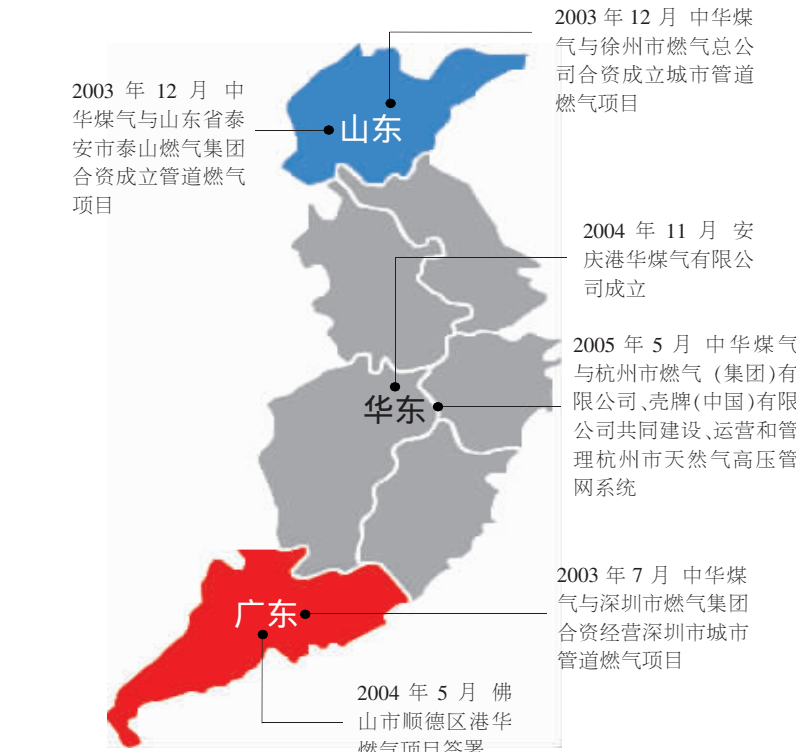 2003 年 12 月 中华煤
气与徐州市燃气总公
司合资成立城市管道
燃气项目
2003 年 12 月 中
华煤气与山东省泰
安市泰山燃气集团
合资成立管道燃气
项目
山东
2004 年 11 月 安
庆港华煤气有限公
司成立
2005 年 5 月 中华煤气
与杭州市燃气 (集团)有
限公司、壳牌(中国)有限
公司共同建设、运营和管
理杭州市天然气高压管
网系统
华东
2003 年 7 月 中华煤
气与深圳市燃气集团
合资经营深圳市城市
管道燃气项目
广东
2004 年 5 月 佛
山市顺德区港华
燃气项目签署